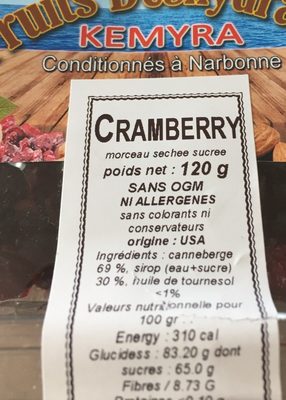 Fruits Déshydra
KEMYRA
Conditionnés à Narbonne
CRAMBERRY
morceau sechee sucree
poids net : 120 g
SANS OGM
NI ALLERGENES
sans colorants ni
conservateurs
origine : USA
Ingrédients : canneberge
69 %, sirop (eau+sucre)
30 %, huile de tournesol
<1%
Valeurs nutritionnelle pour
100 gr
Energy : 310 cal
Glucidess : 83.20 g dont
sucres : 65.0 g
Fibres / 8.73 G